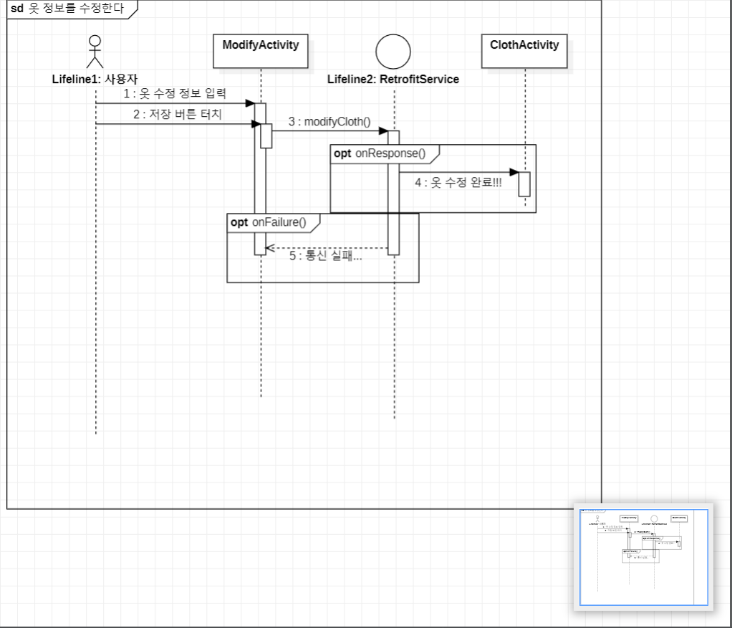 sd 옷 정보를 수정한다
ModifyActivity
ClothActivity
Lifeline1: 사용자
Lifeline2: RetrofitService
1 : 옷 수정 정보 입력
2 : 저장 버튼 터치
3 : modifyCloth()
opt onResponse()
4 : 옷 수정 완료!!!
opt onFailure()
5 : 통신 실패...